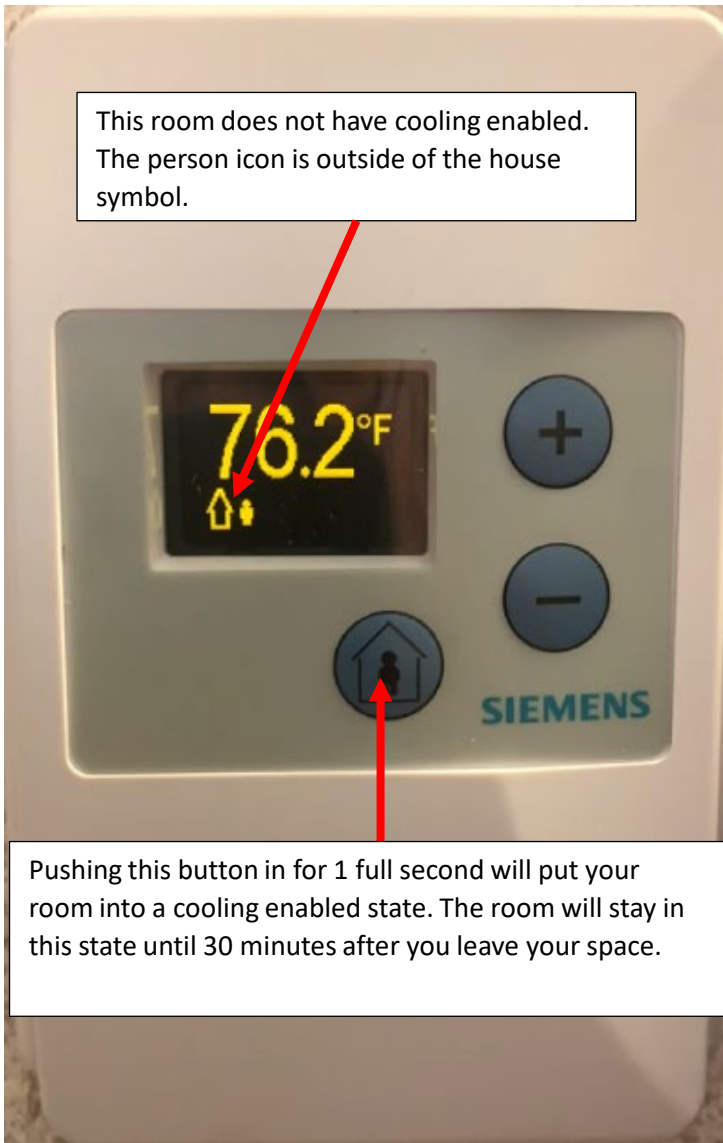 This room does not have cooling enabled.
The person icon is outside of the house
symbol.
76.2°F
+
−
SIEMENS
Pushing this button in for 1 full second will put your
room into a cooling enabled state. The room will stay in
this state until 30 minutes after you leave your space.